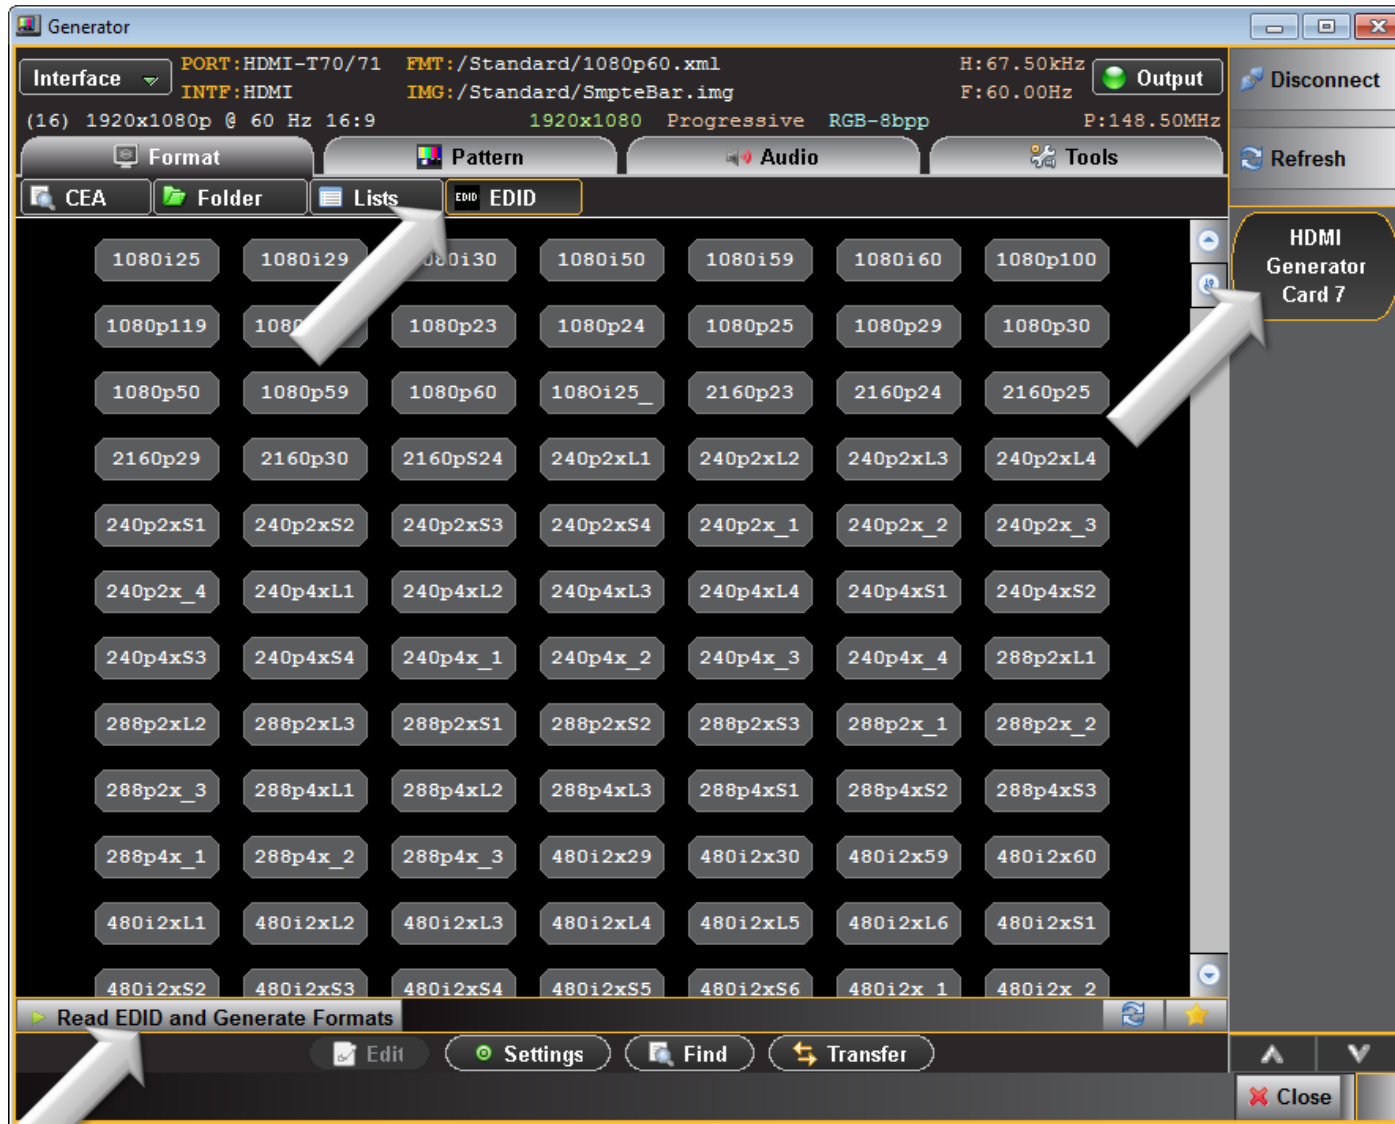 Generator
Interface PORT:HDMI-T70/71 FMT:/Standard/1080p60.xml H:67.50kHz Output
INTF:HDMI IMG:/Standard/SmpteBar.img F:60.00Hz
(16) 1920x1080p @ 60 Hz 16:9 1920x1080 Progressive RGB-8bpp P:148.50MHz
Disconnect
Refresh
Format Pattern Audio Tools
CEA Folder Lists EDID EDID
HDMI
Generator
Card 7
1080i25 1080i29 1080i30 1080i50 1080i59 1080i60 1080p100
1080p119 1080p23 1080p24 1080p25 1080p29 1080p30
1080p50 1080p59 1080p60 108Oi25_ 2160p23 2160p24 2160p25
2160p29 2160p30 2160pS24 240p2xL1 240p2xL2 240p2xL3 240p2xL4
240p2xS1 240p2xS2 240p2xS3 240p2xS4 240p2x_1 240p2x_2 240p2x_3
240p2x_4 240p4xL1 240p4xL2 240p4xL3 240p4xL4 240p4xS1 240p4xS2
240p4xS3 240p4xS4 240p4x_1 240p4x_2 240p4x_3 240p4x_4 288p2xL1
288p2xL2 288p2xL3 288p2xS1 288p2xS2 288p2xS3 288p2x_1 288p2x_2
288p2x_3 288p4xL1 288p4xL2 288p4xL3 288p4xS1 288p4xS2 288p4xS3
288p4x_1 288p4x_2 288p4x_3 480i2x29 480i2x30 480i2x59 480i2x60
480i2xL1 480i2xL2 480i2xL3 480i2xL4 480i2xL5 480i2xL6 480i2xS1
480i2xS2 480i2xS3 480i2xS4 480i2xS5 480i2xS6 480i2x_1 480i2x_2
Read EDID and Generate Formats
Edit Settings Find Transfer
Close